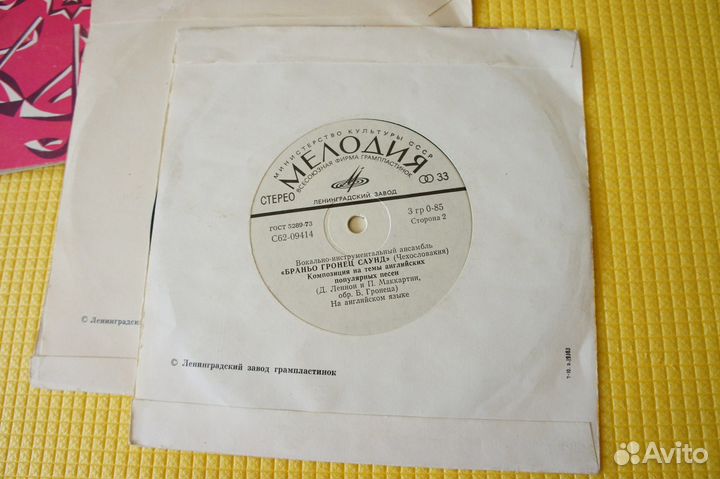 МИНИСТЕРСТВО КУЛЬТУРЫ СССР
МЕЛОДИЯ
ВСЕСОЮЗНАЯ ФИРМА ГРАМПЛАСТИНОК
СТЕРЕО
33
ЛЕНИНГРАДСКИЙ ЗАВОД
ГОСТ 5289-73
3 гр 0-85
С62-09414
Сторона 2
Вокально-инструментальный ансамбль
«БРАНЬО ГРОНЕЦ САУНД» (Чехословакия)
Композиция на темы английских
популярных песен
(Д. Леннон и П. Маккартни,
обр. Б. Гронеца)
На английском языке
© Ленинградский завод грампластинок
© Ленинградский
Avito